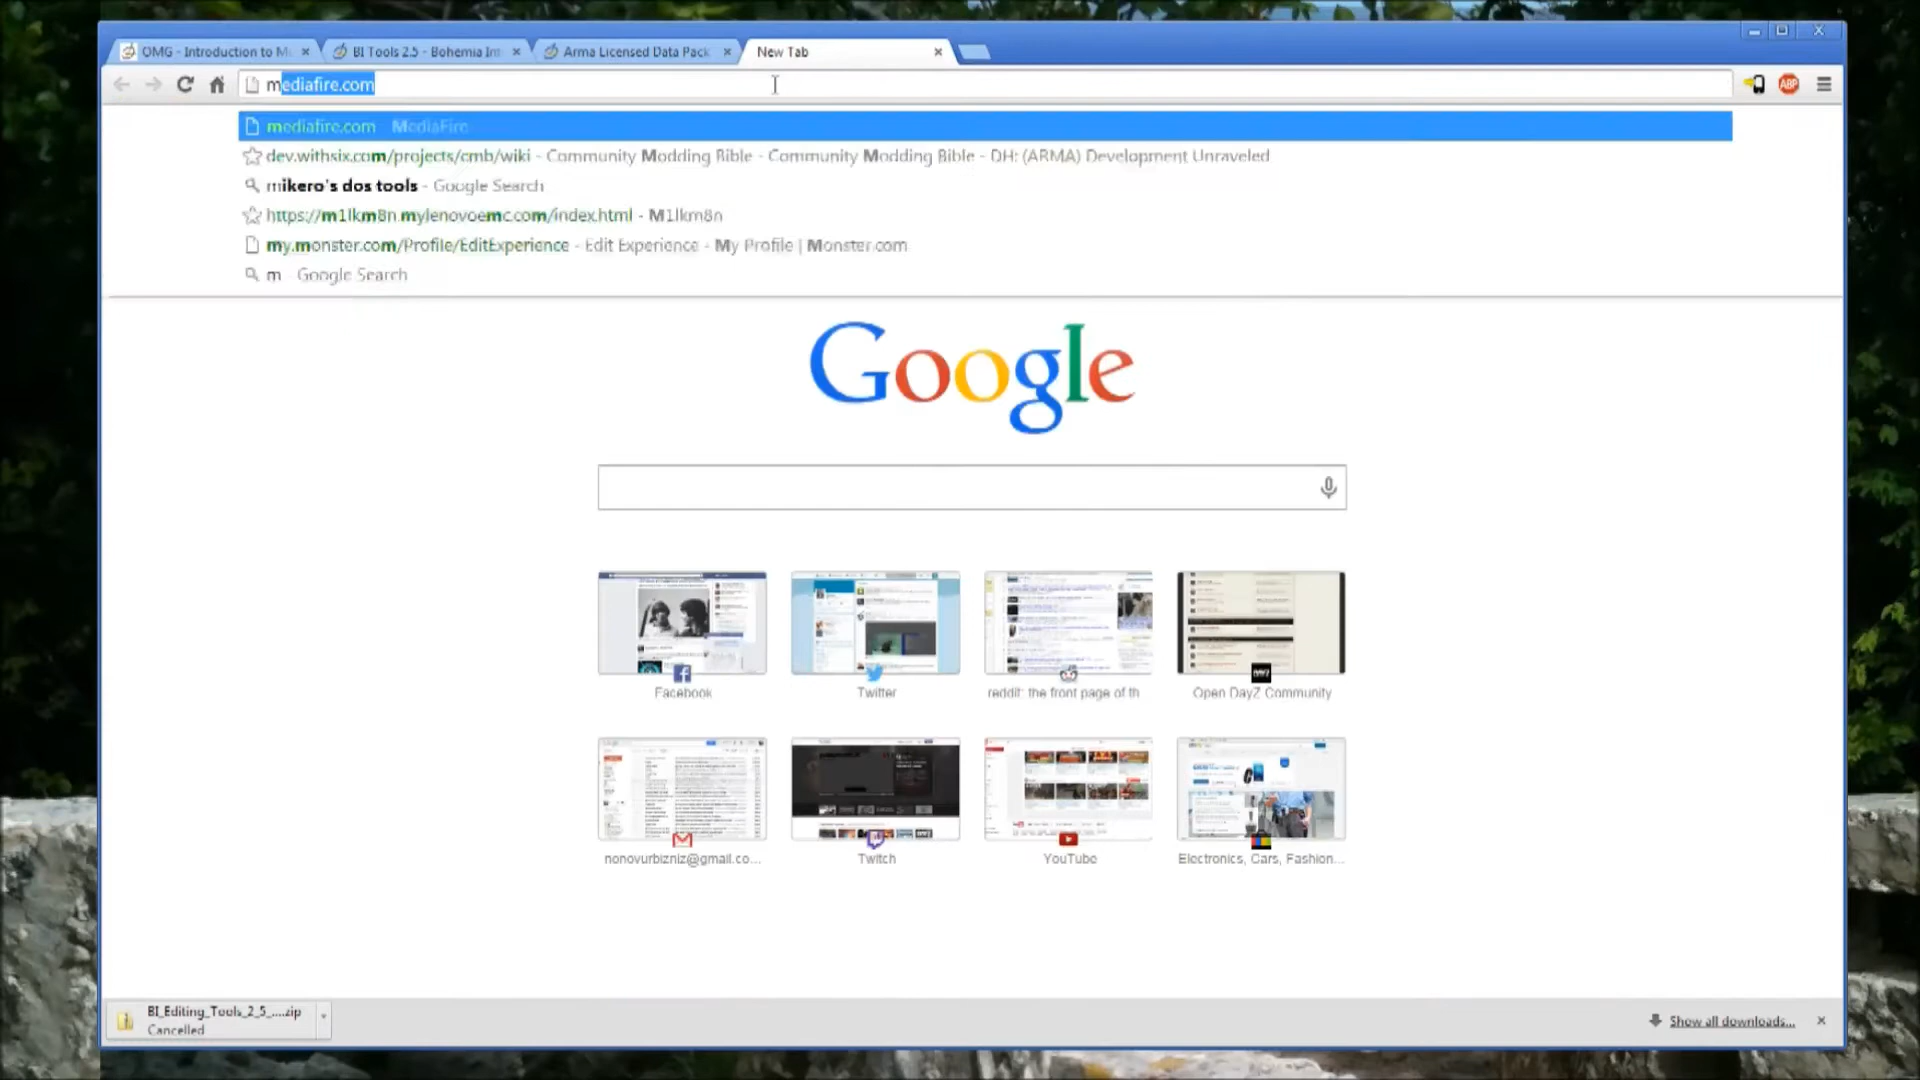 OMG - Introduction to M
BI Tools 2.5 - Bohemia Int
Arma Licensed Data Pack
New Tab
mediafire.com
ABP
mediafire.com MediaFire
dev.withsix.com/projects/cmb/wiki - Community Modding Bible - Community Modding Bible - DH: (ARMA) Development Unraveled
mikero's dos tools - Google Search
https://m1lkm8n.mylenovoemc.com/index.html - M1lkm8n
my.monster.com/Profile/EditExperience - Edit Experience - My Profile | Monster.com
m Google Search
Google
Facebook
Twitter
reddit: the front page of th
Open DayZ Community
nonovurbizniz@gmail.co...
Twitch
YouTube
Electronics, Cars, Fashion...
BI_Editing_Tools_2_5_....zip
Cancelled
Show all downloads...